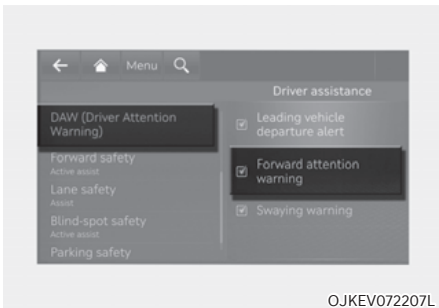 Menu
Driver assistance
DAW (Driver Attention
Warning)
Forward safety
Active assist
Lane safety
Assist
Blind-spot safety
Active assist
Parking safety
Leading vehicle
departure alert
Forward attention
warning
Swaying warning
OJKEV072207L